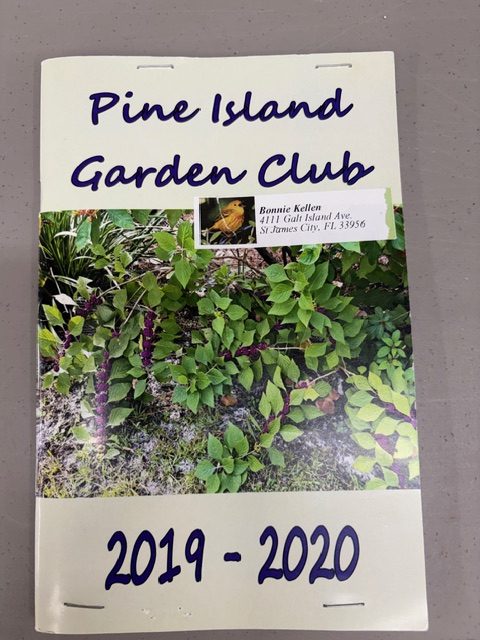 Pine Island
Garden Club
Bonnie Kellen
4111 Galt Island Ave.
St James City, FL 33956
2019 - 2020